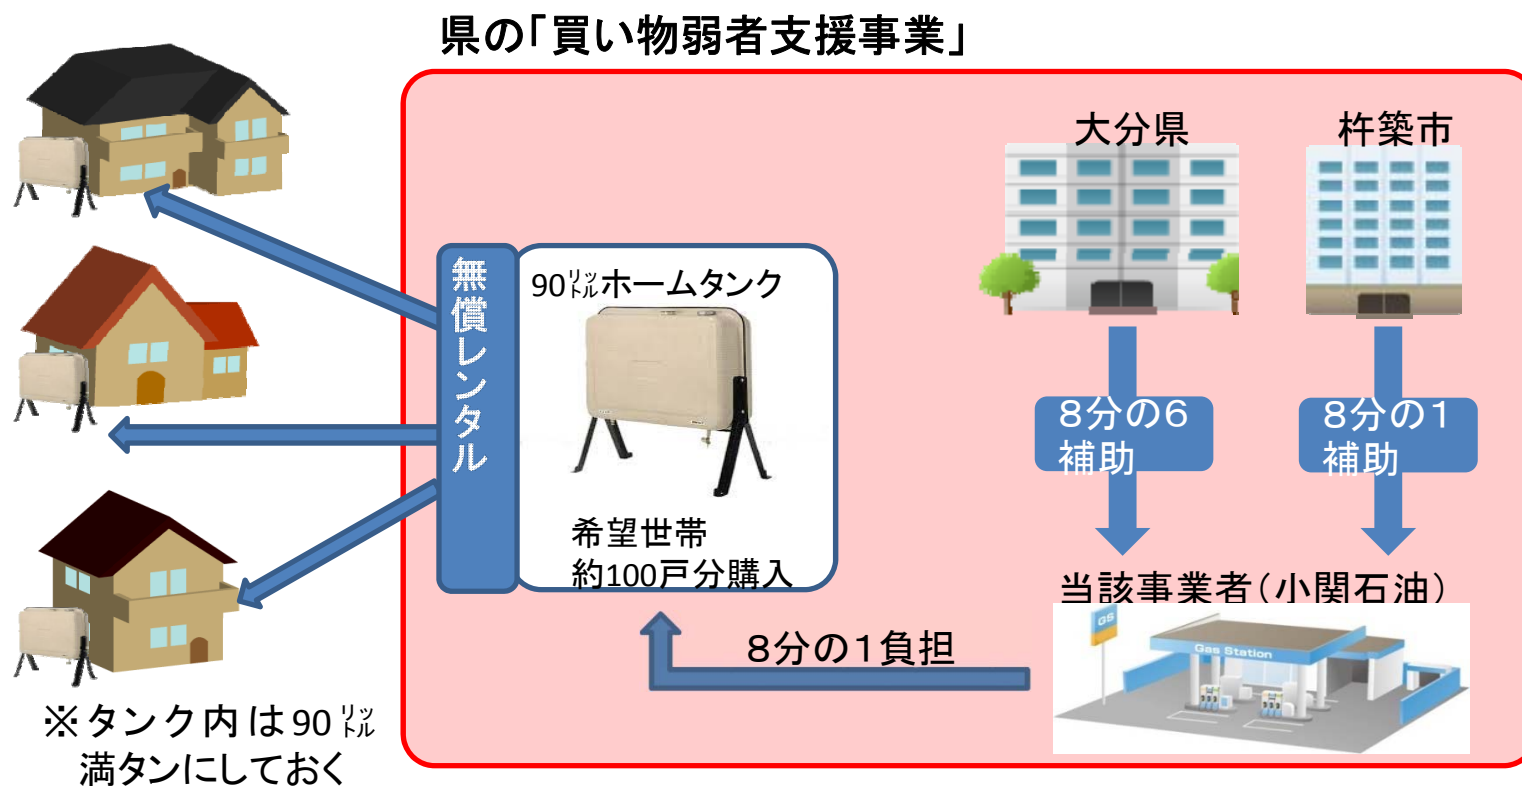 県の「買い物弱者支援事業」
大分県
杵築市
無償レンタル
90㍑ホームタンク
8分の6
補助
8分の1
補助
希望世帯
約100戸分購入
当該事業者（小関石油）
GS
Gas Station
8分の1負担
※タンク内は90㍑
満タンにしておく